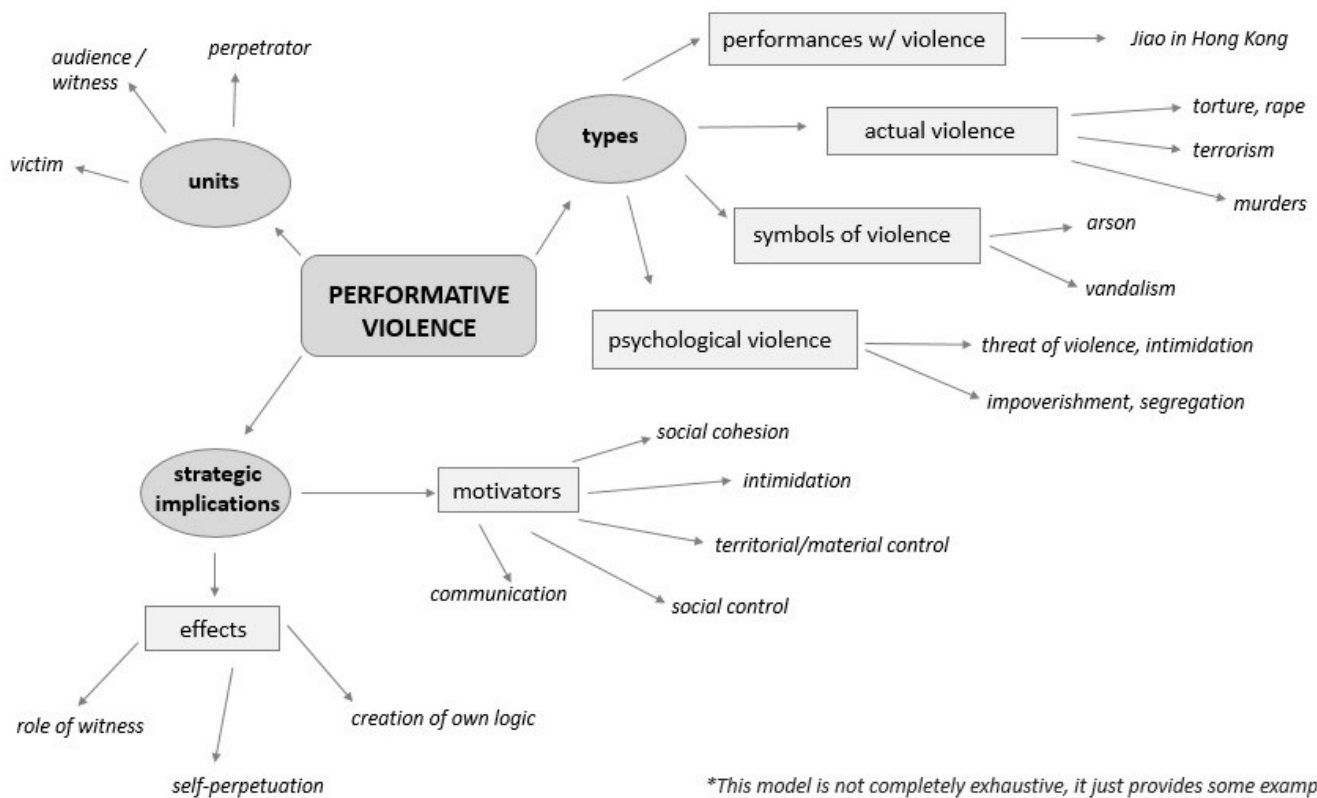 performances w/ violence
Jiao in Hong Kong
audience /
witness
perpetrator
types
actual violence
torture, rape
terrorism
murders
victim
units
symbols of violence
arson
vandalism
PERFORMATIVE
VIOLENCE
psychological violence
threat of violence, intimidation
impoverishment, segregation
strategic
implications
motivators
social cohesion
intimidation
territorial/material control
communication
social control
effects
role of witness
creation of own logic
self-perpetuation
*This model is not completely exhaustive, it just provides some examp